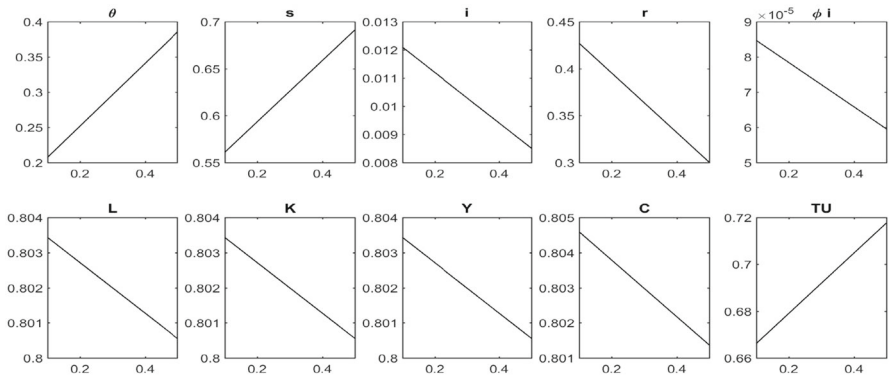 θ s i r ϕ i
× 10⁻⁵
0.4 0.7 0.013 0.45 9
0.35 0.65 0.012 0.4 8
0.011
0.3 0.01 7
0.25 0.6 0.009 0.35 6
0.2 0.55 0.008 0.3 5
0.2 0.4 0.2 0.4 0.2 0.4 0.2 0.4 0.2 0.4
L K Y C TU
0.804 0.804 0.804 0.805 0.72
0.803 0.803 0.803 0.804 0.7
0.802 0.802 0.802 0.803
0.801 0.801 0.801 0.802 0.68
0.8 0.8 0.8 0.801 0.66
0.2 0.4 0.2 0.4 0.2 0.4 0.2 0.4 0.2 0.4